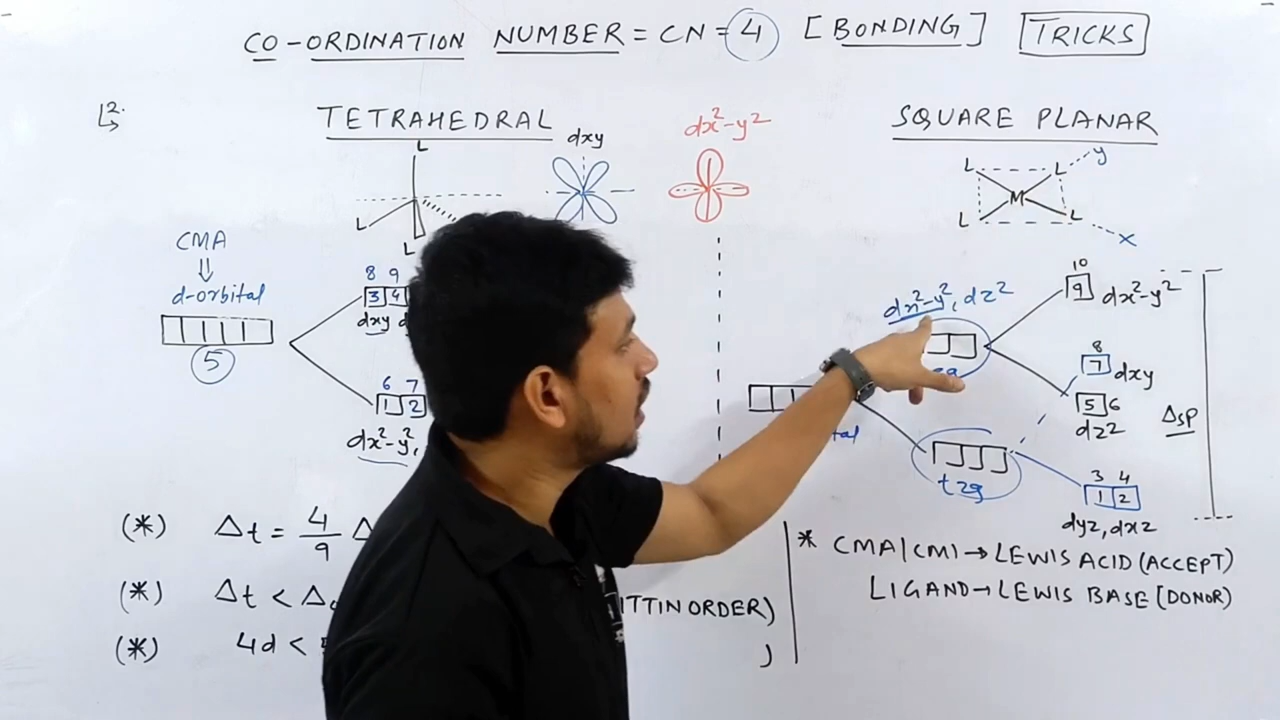 CO-ORDINATION NUMBER = CN = 4 [BONDING] TRICKS
L2.
TETRAHEDRAL
dxy
dx²-y²
L
L
L
CMA
⇓
d-orbital
5
8 9
3 4
dxy
6 7
1 2
dx²-y²,
(*) Δt = 4/9 Δ
(*) Δt <
(*) 4d <
ITTIN ORDER)
)
SQUARE PLANAR
L L y
M
L L x
dx²-y², dz²
t2g
10
9 dx²-y²
8
7 dxy
5 6
dz²
Δsp
3 4
1 2
dyz, dxz
* CMA/CMI → LEWIS ACID (ACCEPT)
LIGAND → LEWIS BASE (DONOR)